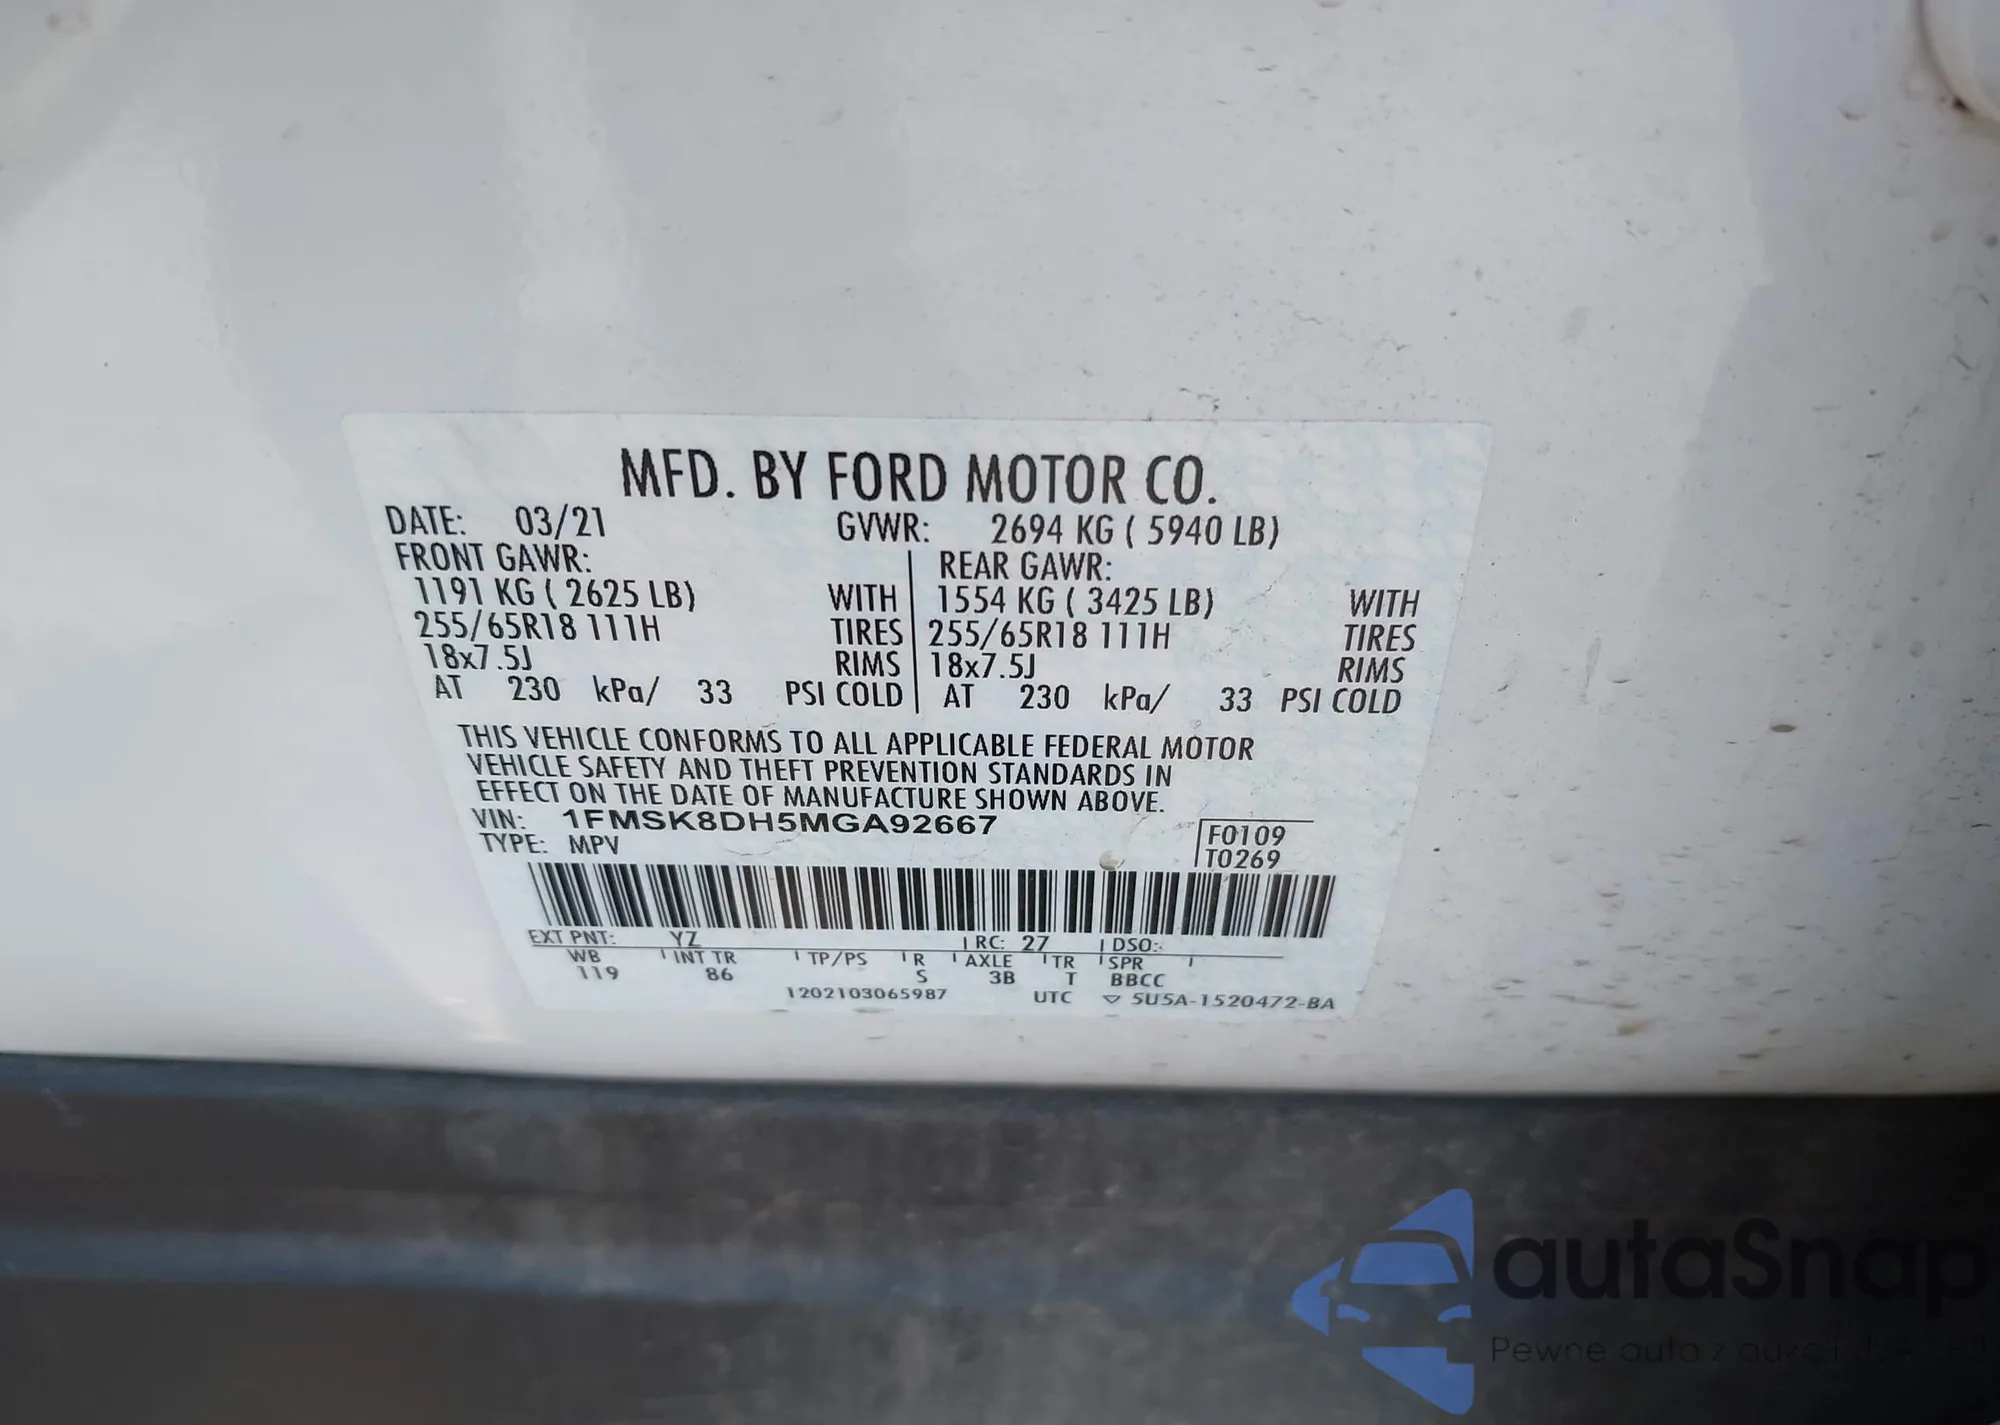 MFD. BY FORD MOTOR CO.
DATE: 03/21 GVWR: 2694 KG ( 5940 LB)
FRONT GAWR: REAR GAWR:
1191 KG ( 2625 LB) WITH 1554 KG ( 3425 LB) WITH
255/65R18 111H TIRES 255/65R18 111H TIRES
18x7.5J RIMS 18x7.5J RIMS
AT 230 kPa/ 33 PSI COLD AT 230 kPa/ 33 PSI COLD
THIS VEHICLE CONFORMS TO ALL APPLICABLE FEDERAL MOTOR
VEHICLE SAFETY AND THEFT PREVENTION STANDARDS IN
EFFECT ON THE DATE OF MANUFACTURE SHOWN ABOVE.
VIN: 1FMSK8DH5MGA92667
TYPE: MPV
F0109
T0269
EXT PNT: YZ RC: 27 DSO:
WB INT TR TP/PS R AXLE TR SPR
119 86 S 3B T BBCC
1202103065987 UTC ▽ 5U5A-1520472-BA
autaSnap
Pewne auto z aukcji